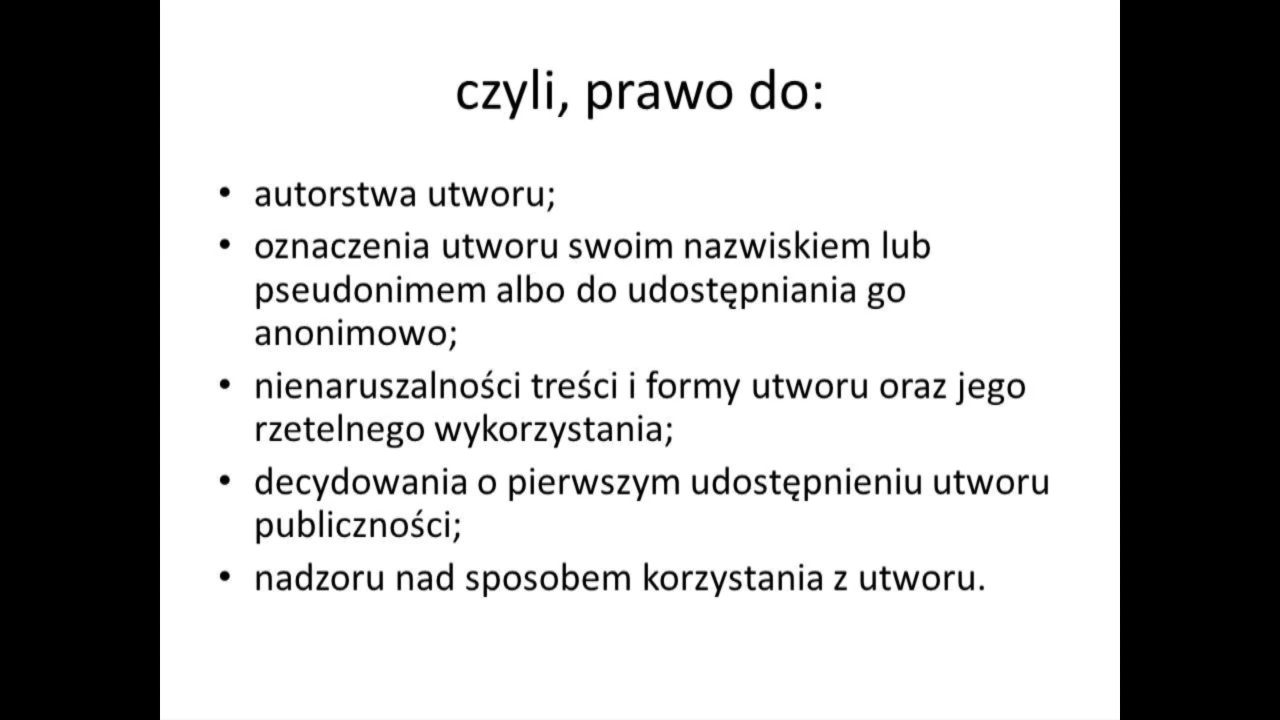 czyli, prawo do:
• autorstwa utworu;
• oznaczenia utworu swoim nazwiskiem lub
pseudonimem albo do udostępniania go
anonimowo;
• nienaruszalności treści i formy utworu oraz jego
rzetelnego wykorzystania;
• decydowania o pierwszym udostępnieniu utworu
publiczności;
• nadzoru nad sposobem korzystania z utworu.